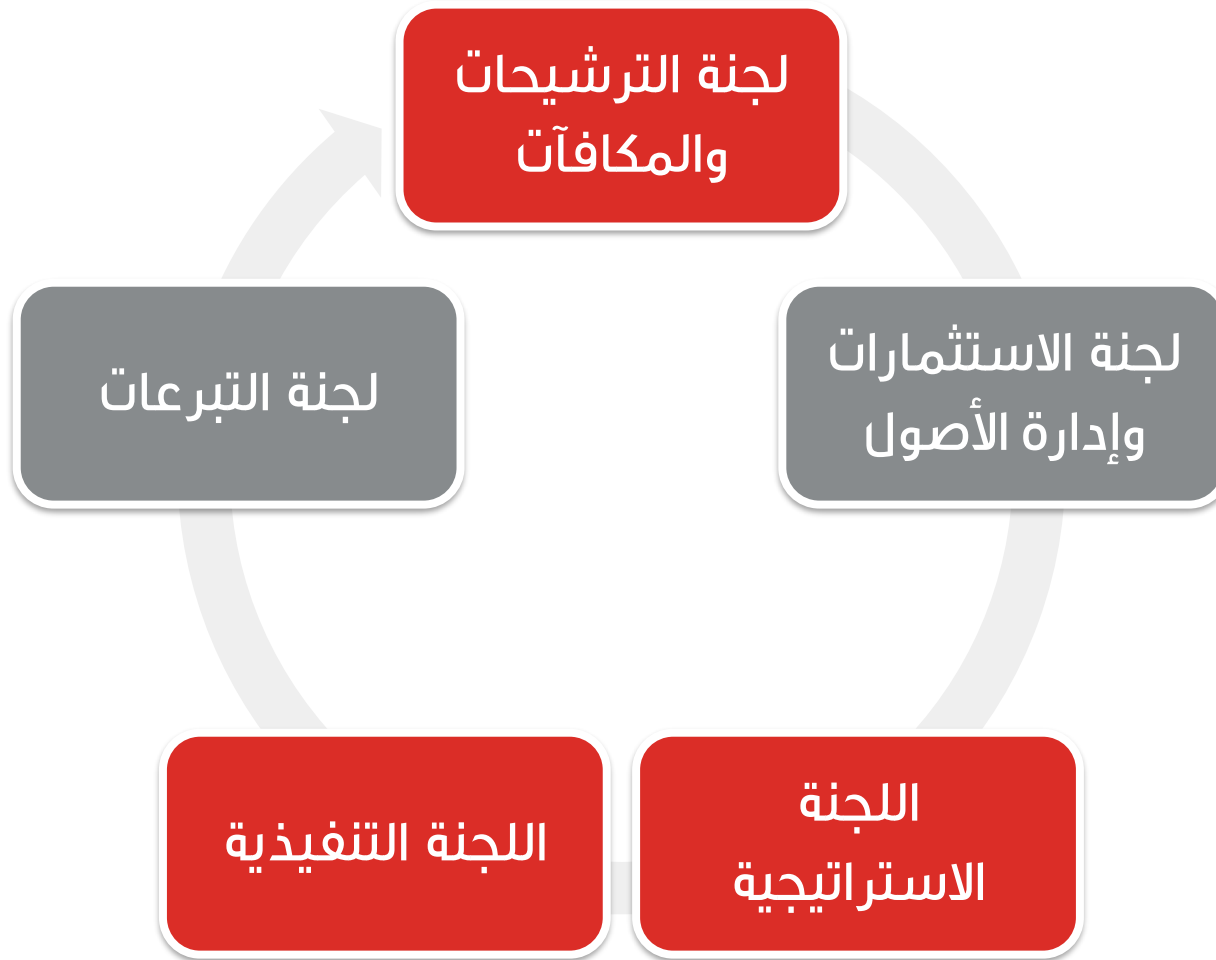 لجنة الترشيحات
والمكافآت
لجنة الاستثمارات
وإدارة الأصول
اللجنة
الاستراتيجية
اللجنة التنفيذية
لجنة التبرعات